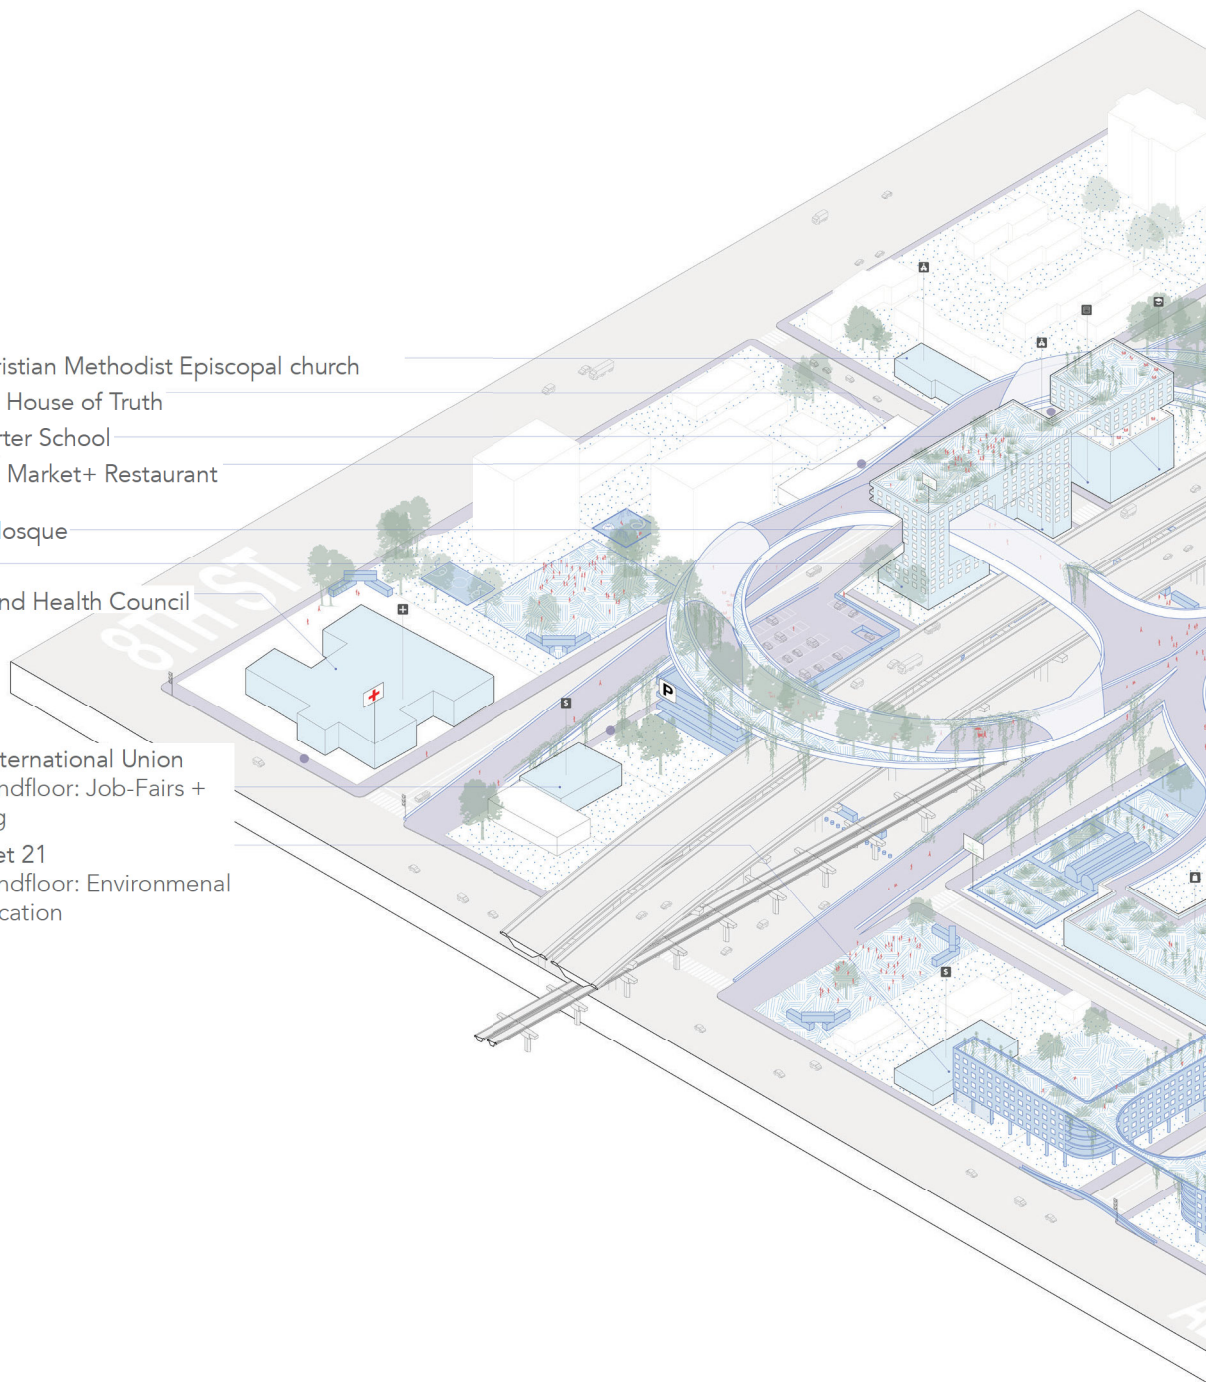 ristian Methodist Episcopal church
House of Truth
rter School
Market+ Restaurant
losque
nd Health Council
8TH ST
P
$
$
ternational Union
ndfloor: Job-Fairs +
g
et 21
ndfloor: Environmenal
cation